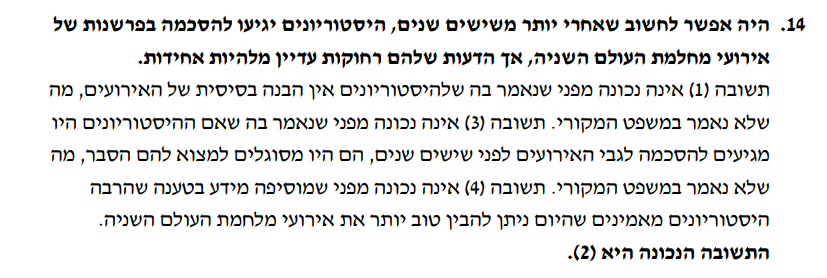 14. היה אפשר לחשוב שאחרי יותר משישים שנים, היסטוריונים יגיעו להסכמה בפרשנות של
אירועי מחלמת העולם השניה, אך הדעות שלהם רחוקות עדיין מלהיות אחידות.
תשובה (1) אינה נכונה מפני שנאמר בה שלהיסטוריונים אין הבנה בסיסית של האירועים, מה
שלא נאמר במשפט המקורי. תשובה (3) אינה נכונה מפני שנאמר בה שאם ההיסטוריונים היו
מגיעים להסכמה לגבי האירועים לפני שישים שנים, הם היו מסוגלים למצוא להם הסבר, מה
שלא נאמר במשפט המקורי. תשובה (4) אינה נכונה מפני שמוסיפה מידע בטענה שהרבה
היסטוריונים מאמינים שהיום ניתן להבין טוב יותר את אירועי מלחמת העולם השניה.
התשובה הנכונה היא (2).